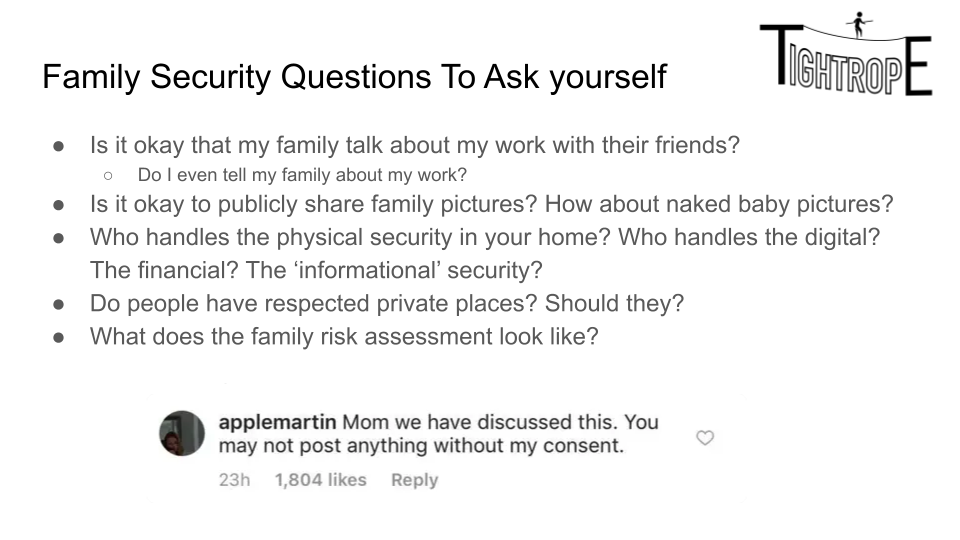 TIGHTROPE
Family Security Questions To Ask yourself
● Is it okay that my family talk about my work with their friends?
○ Do I even tell my family about my work?
● Is it okay to publicly share family pictures? How about naked baby pictures?
● Who handles the physical security in your home? Who handles the digital?
The financial? The ‘informational’ security?
● Do people have respected private places? Should they?
● What does the family risk assessment look like?
applemartin Mom we have discussed this. You
may not post anything without my consent.
23h 1,804 likes Reply